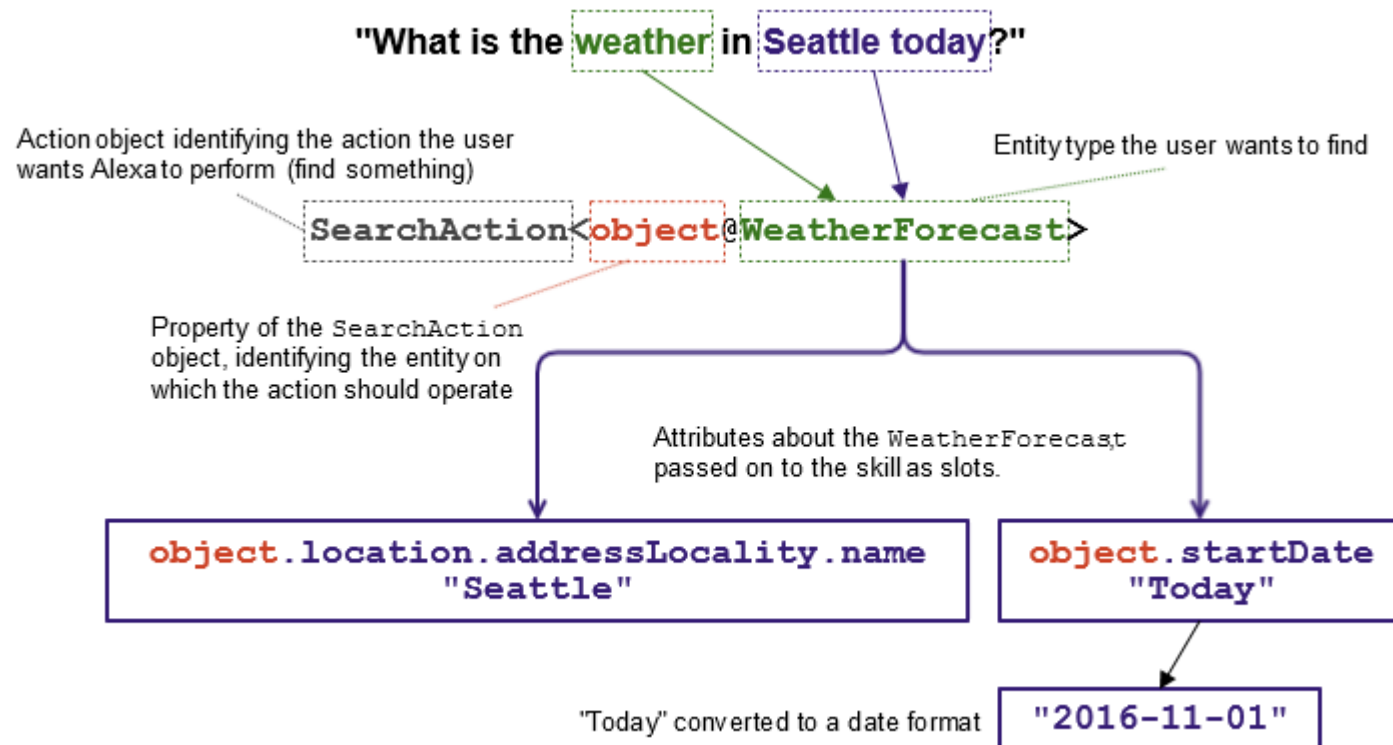 "What is the weather in Seattle today?"
Action object identifying the action the user
wants Alexa to perform (find something)
Entity type the user wants to find
SearchAction<object@WeatherForecast>
Property of the SearchAction
object, identifying the entity on
which the action should operate
Attributes about the WeatherForecast,
passed on to the skill as slots.
object.location.addressLocality.name
"Seattle"
object.startDate
"Today"
"Today" converted to a date format
"2016-11-01"